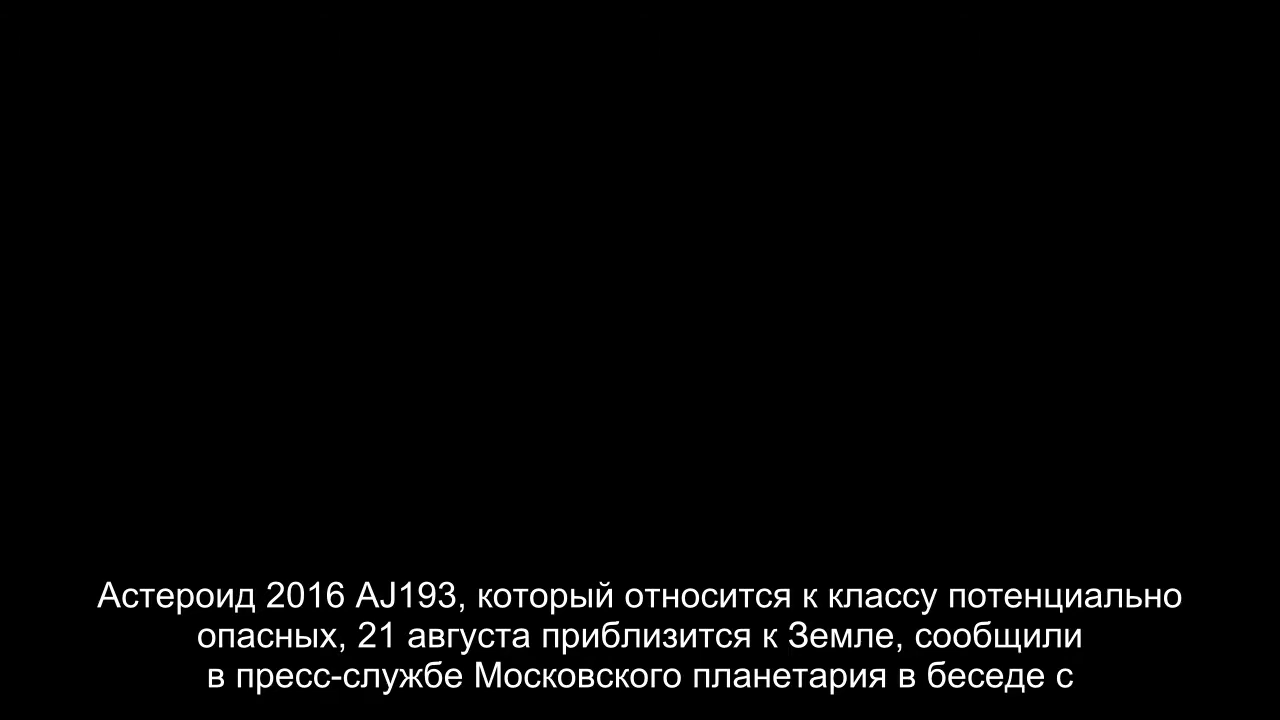 Астероид 2016 AJ193, который относится к классу потенциально
опасных, 21 августа приблизится к Земле, сообщили
в пресс-службе Московского планетария в беседе с